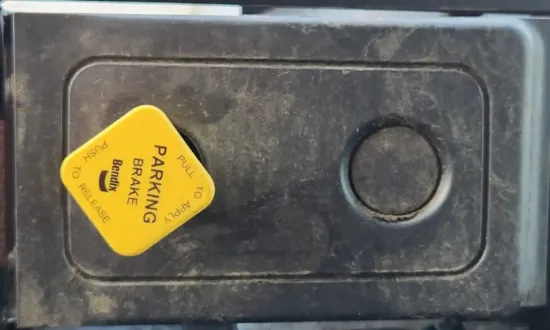 PULL TO APPLY
PARKING
BRAKE
Bendix
PUSH TO RELEASE